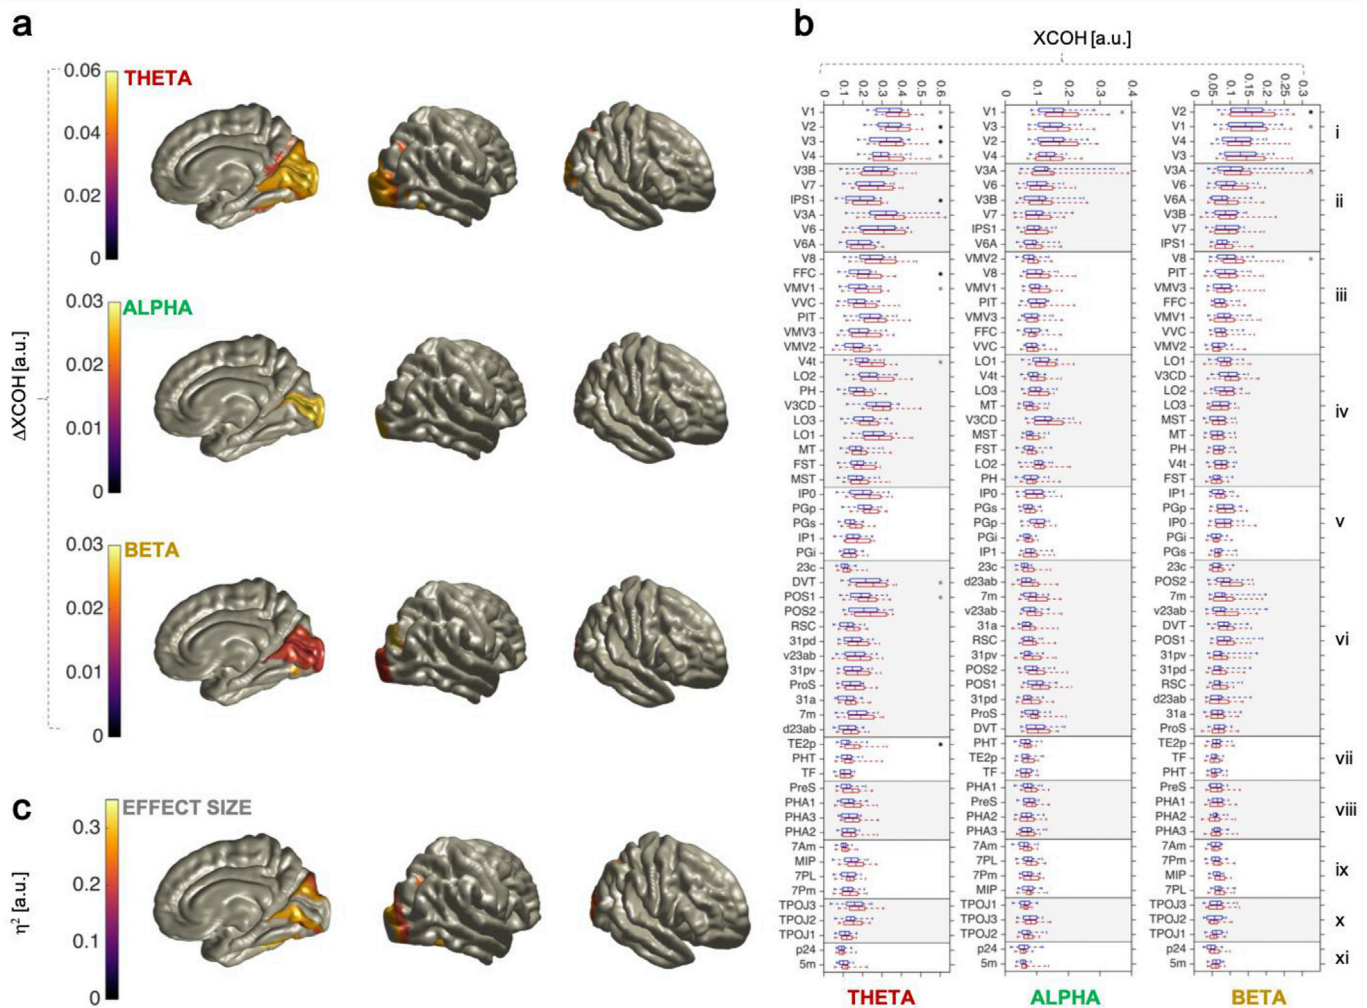 a
b
XCOH [a.u.]
0.06
THETA
0.04
0.02
0
0.03
ALPHA
0.02
0.01
0
ΔXCOH [a.u.]
0.03
BETA
0.02
0.01
0
c
EFFECT SIZE
0.3
0.2
0.1
0
η² [a.u.]
0 0.1 0.2 0.3 0.4 0.5 0.6
0 0.1 0.2 0.3 0.4
0 0.05 0.1 0.15 0.2 0.25 0.3
V1 V1 V2
V2 V3 V1 i
V3 V2 V4
V4 V4 V3
V3B V3A V3A
V7 V6 V6
IPS1 V3B V6A ii
V3A V7 V3B
V6 IPS1 V7
V6A V6A IPS1
V8 VMV2 V8
FFC V8 PIT
VMV1 VMV1 VMV3 iii
VVC PIT FFC
PIT VMV3 VMV1
VMV3 FFC VVC
VMV2 VVC VMV2
V4t LO1 LO1
LO2 V4t V3CD
PH LO3 LO2
V3CD MT LO3 iv
LO3 V3CD MST
LO1 MST MT
MT FST PH
FST LO2 V4t
MST PH FST
IP0 IP0 IP1
PGp PGs PGp
PGs PGp IP0 v
IP1 PGi PGi
PGi IP1 PGs
23c 23c 23c
DVT d23ab POS2
POS1 7m 7m
POS2 v23ab v23ab
RSC 31a DVT
31pd RSC POS1 vi
v23ab 31pv 31pv
31pv POS2 31pd
ProS POS1 RSC
31a 31pd d23ab
7m ProS 31a
d23ab DVT ProS
TE2p PHT TE2p
PHT TE2p TF vii
TF TF PHT
PreS PHA1 PreS
PHA1 PreS PHA1 viii
PHA3 PHA2 PHA2
PHA2 PHA3 PHA3
7Am 7Am 7Am
MIP 7PL 7Pm ix
7PL 7Pm MIP
7Pm MIP 7PL
TPOJ3 TPOJ1 TPOJ3
TPOJ2 TPOJ3 TPOJ2 x
TPOJ1 TPOJ2 TPOJ1
p24 p24 p24
5m 5m 5m xi
THETA ALPHA BETA